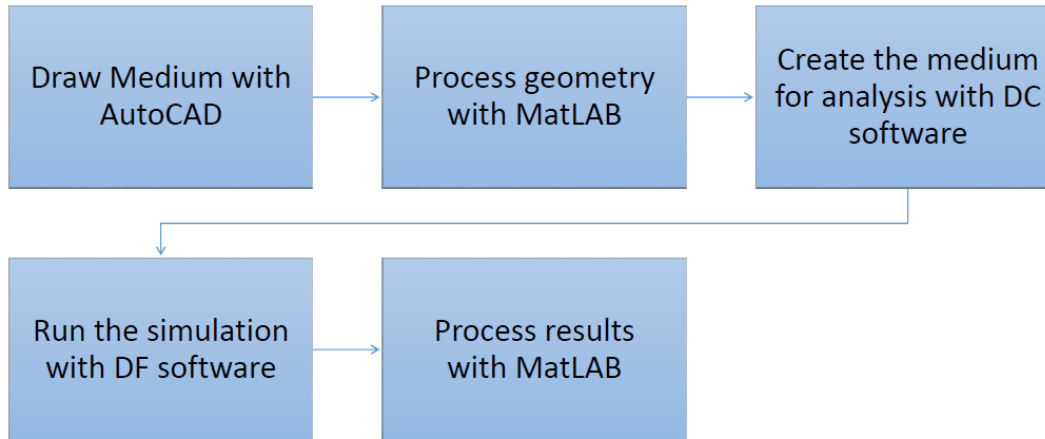 Draw Medium with
AutoCAD
Process geometry
with MatLAB
Create the medium
for analysis with DC
software
Run the simulation
with DF software
Process results
with MatLAB